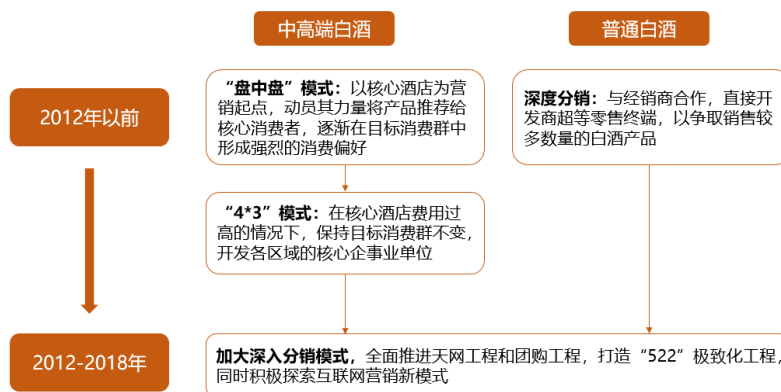 中高端白酒
普通白酒
2012年以前
“盘中盘”模式：以核心酒店为营
销起点，动员其力量将产品推荐给
核心消费者，逐渐在目标消费群中
形成强烈的消费偏好
深度分销：与经销商合作，直接开
发商超等零售终端，以争取销售较
多数量的白酒产品
“4*3”模式：在核心酒店费用过
高的情况下，保持目标消费群不变，
开发各区域的核心企事业单位
2012-2018年
加大深入分销模式，全面推进天网工程和团购工程，打造“522”极致化工程，
同时积极探索互联网营销新模式